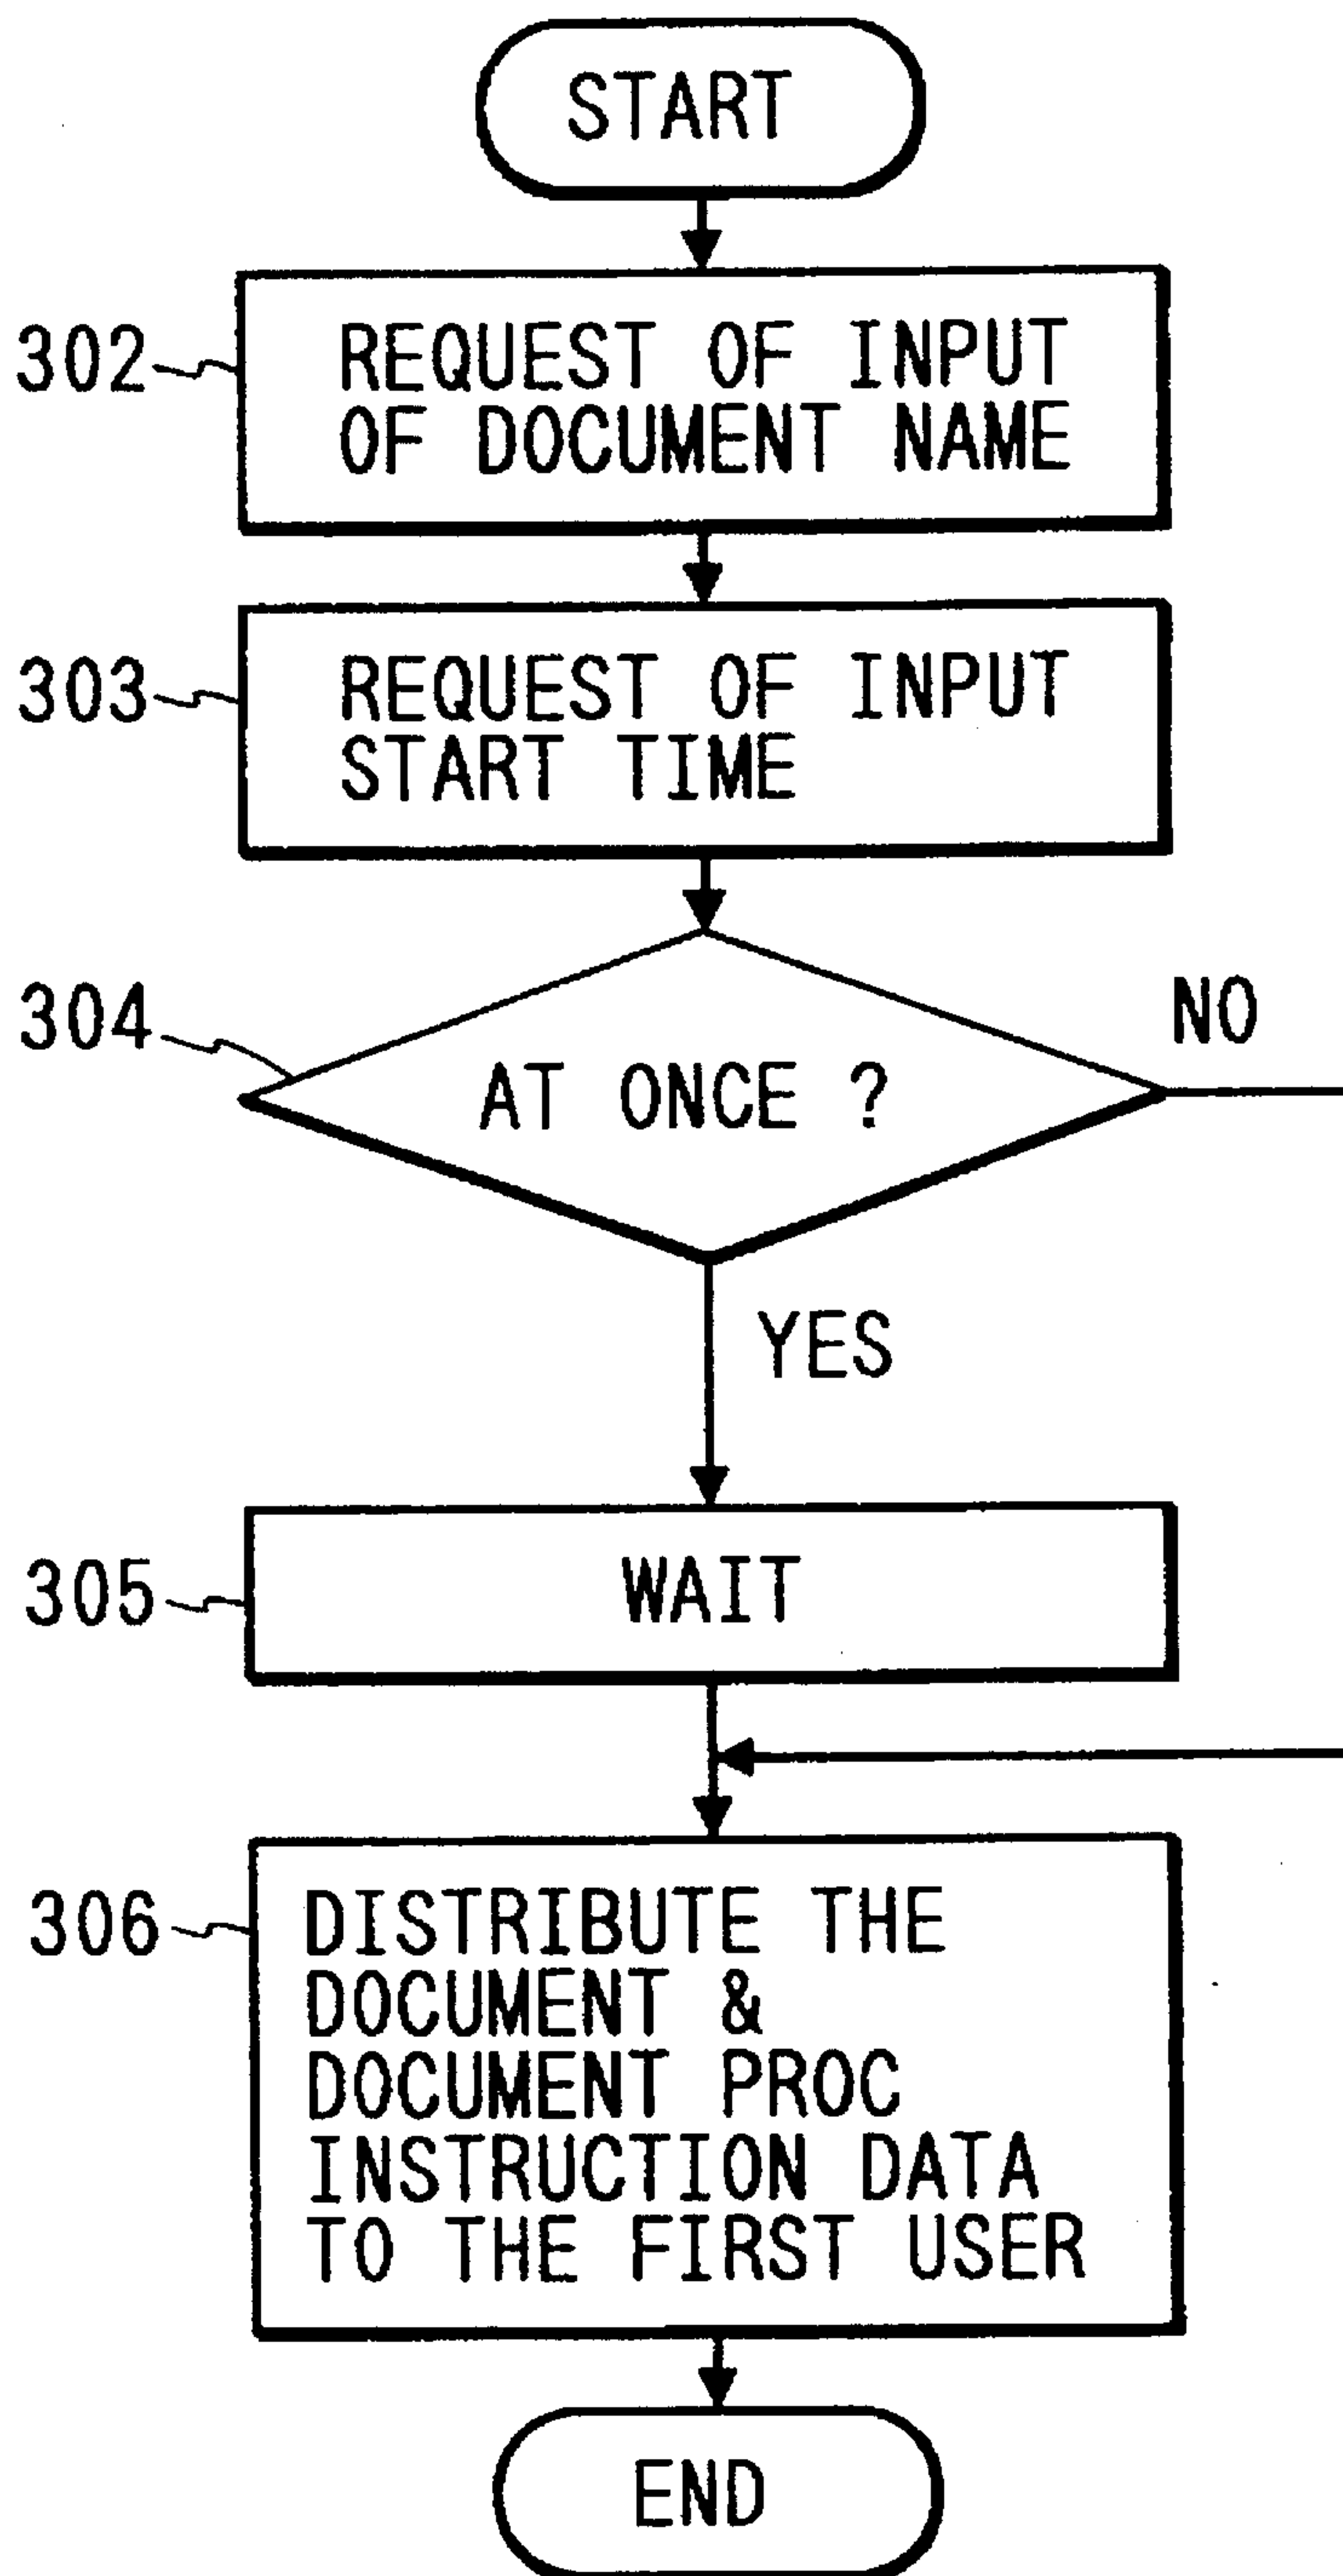 START
302
REQUEST OF INPUT
OF DOCUMENT NAME
303
REQUEST OF INPUT
START TIME
304
AT ONCE ?
NO
YES
305
WAIT
306
DISTRIBUTE THE
DOCUMENT &
DOCUMENT PROC
INSTRUCTION DATA
TO THE FIRST USER
END